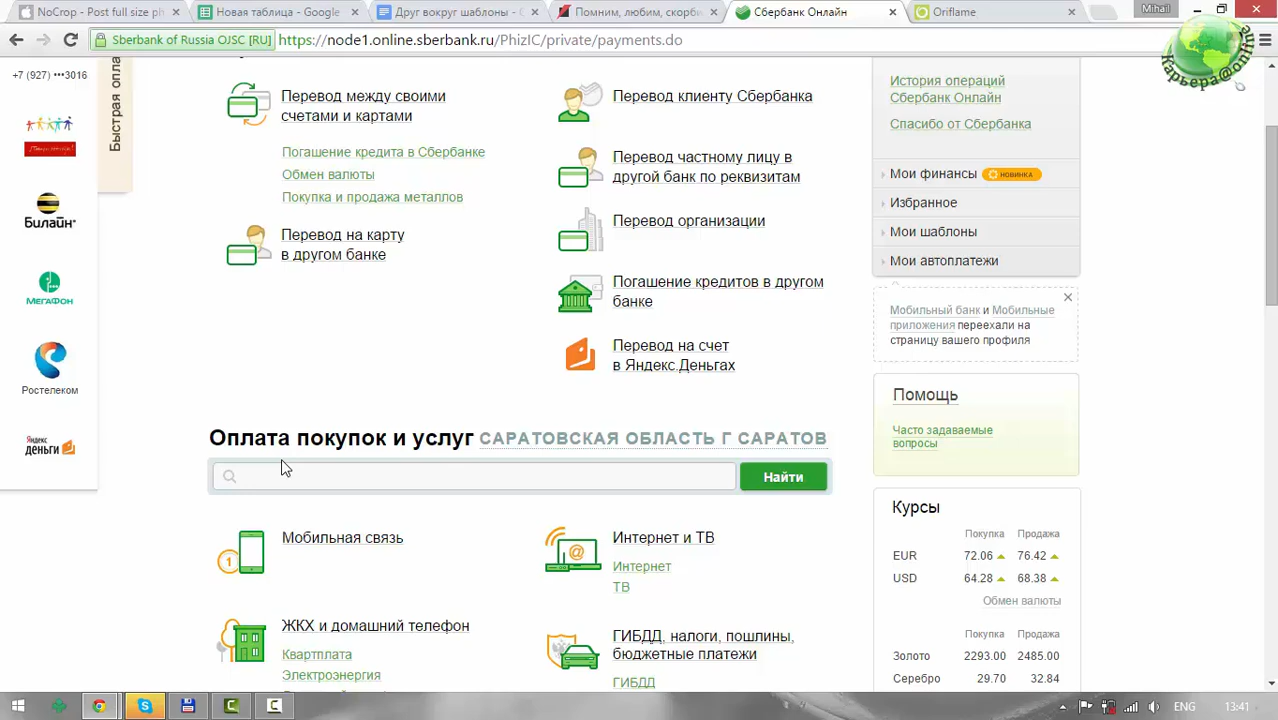 NoCrop - Post full size ph
Новая таблица - Google
Друг вокруг шаблоны - G
Помним, любим, скорби
Сбербанк Онлайн
Oriflame
Mihail
Sberbank of Russia OJSC [RU]
https://node1.online.sberbank.ru/PhizIC/private/payments.do
Карьера@online
+7 (927) •••3016
Быстрая опла
Билайн
МЕГАФОН
Ростелеком
Яндекс
деньги
Перевод между своими
счетами и картами
Погашение кредита в Сбербанке
Обмен валюты
Покупка и продажа металлов
Перевод на карту
в другом банке
Перевод клиенту Сбербанка
Перевод частному лицу в
другой банк по реквизитам
Перевод организации
Погашение кредитов в другом
банке
Перевод на счет
в Яндекс.Деньгах
Оплата покупок и услуг САРАТОВСКАЯ ОБЛАСТЬ Г САРАТОВ
Найти
Мобильная связь
Интернет и ТВ
Интернет
ТВ
ЖКХ и домашний телефон
Квартплата
Электроэнергия
ГИБДД, налоги, пошлины,
бюджетные платежи
ГИБДД
История операций
Сбербанк Онлайн
Спасибо от Сбербанка
Мои финансы НОВИНКА
Избранное
Мои шаблоны
Мои автоплатежи
Мобильный банк и Мобильные
приложения переехали на
страницу вашего профиля
Помощь
Часто задаваемые
вопросы
Курсы
Покупка Продажа
EUR 72.06 76.42
USD 64.28 68.38
Обмен валюты
Покупка Продажа
Золото 2293.00 2485.00
Серебро 29.70 32.84
ENG 13:41